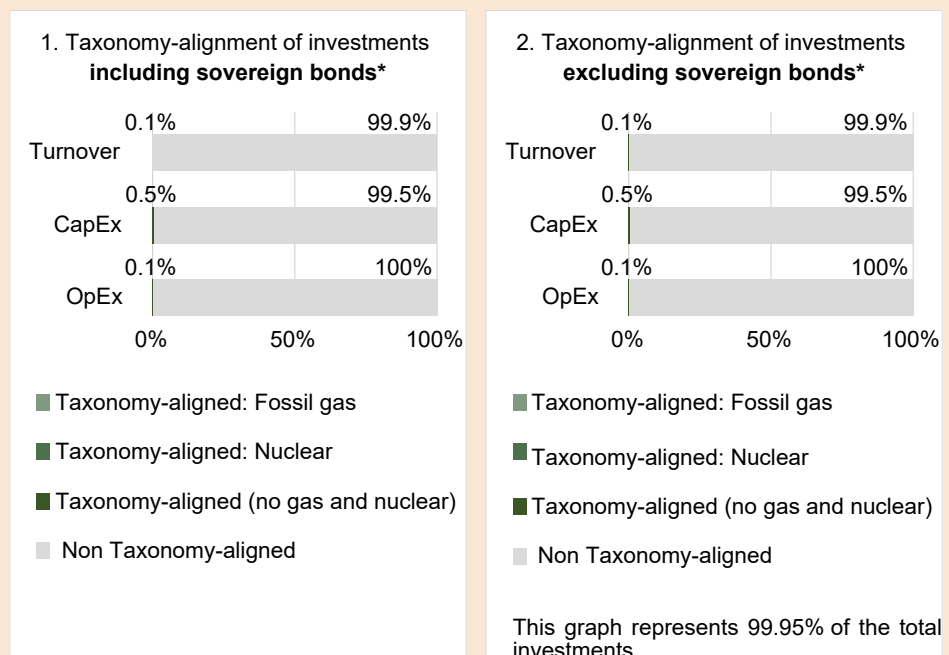 1. Taxonomy-alignment of investments
including sovereign bonds*
0.1% 99.9%
Turnover
0.5% 99.5%
CapEx
0.1% 100%
OpEx
0% 50% 100%
Taxonomy-aligned: Fossil gas
Taxonomy-aligned: Nuclear
Taxonomy-aligned (no gas and nuclear)
Non Taxonomy-aligned
2. Taxonomy-alignment of investments
excluding sovereign bonds*
0.1% 99.9%
Turnover
0.5% 99.5%
CapEx
0.1% 100%
OpEx
0% 50% 100%
Taxonomy-aligned: Fossil gas
Taxonomy-aligned: Nuclear
Taxonomy-aligned (no gas and nuclear)
Non Taxonomy-aligned
This graph represents 99.95% of the total
investments